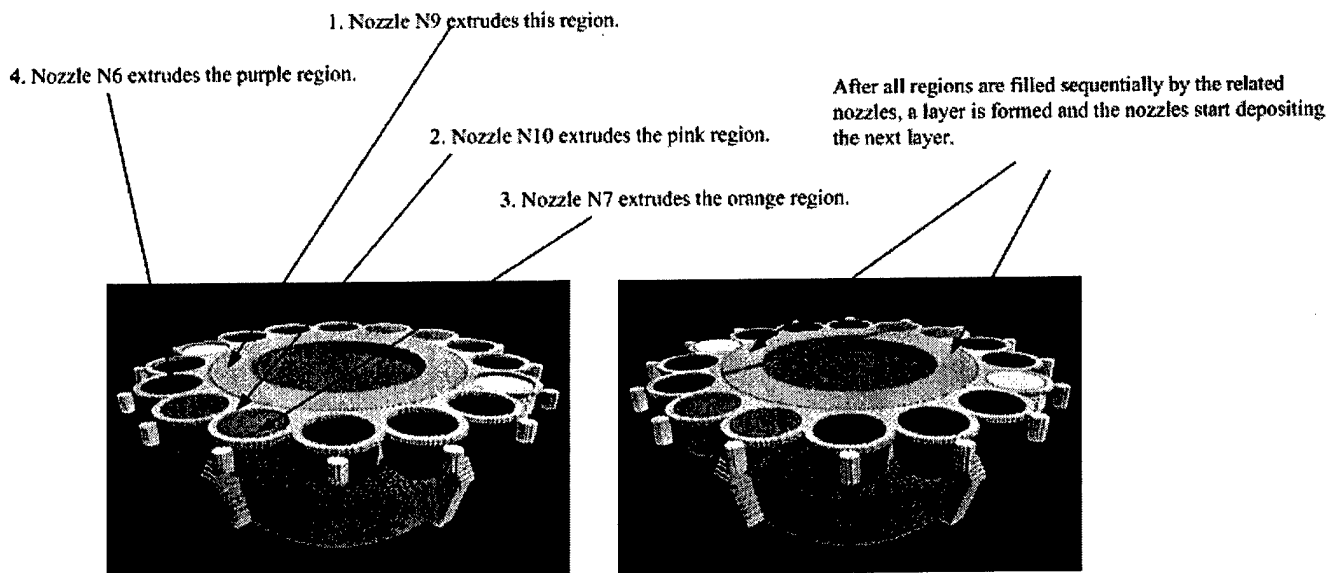 1. Nozzle N9 extrudes this region.
4. Nozzle N6 extrudes the purple region.
2. Nozzle N10 extrudes the pink region.
3. Nozzle N7 extrudes the orange region.
After all regions are filled sequentially by the related
nozzles, a layer is formed and the nozzles start depositing
the next layer.